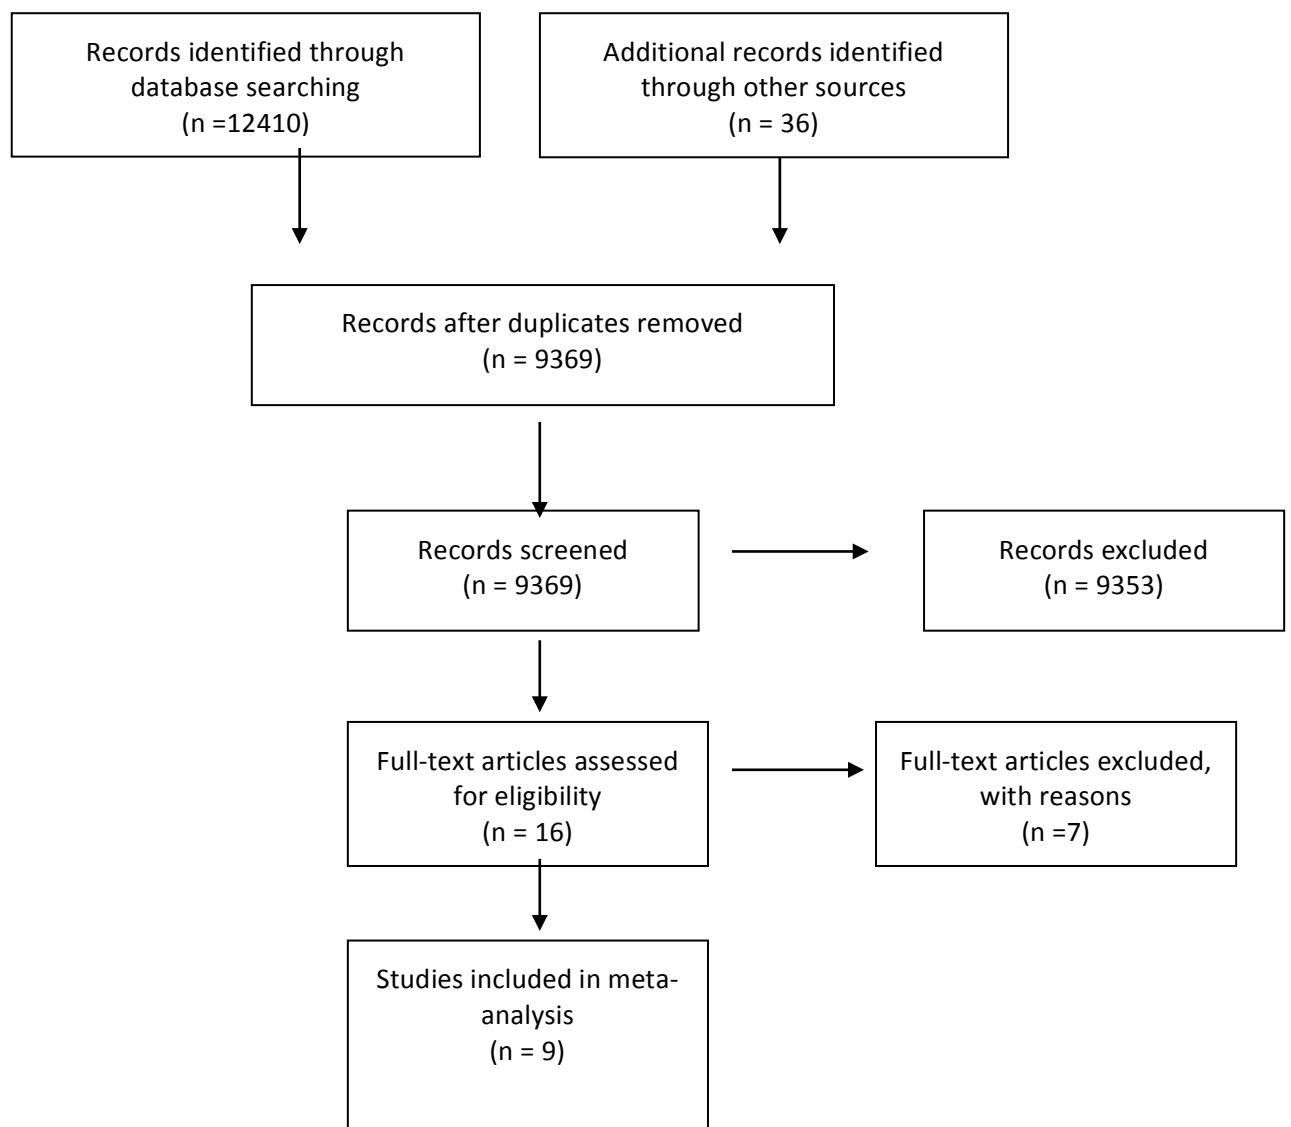 Records identified through
database searching
(n =12410)
Additional records identified
through other sources
(n = 36)
Records after duplicates removed
(n = 9369)
Records screened
(n = 9369)
Records excluded
(n = 9353)
Full-text articles assessed
for eligibility
(n = 16)
Full-text articles excluded,
with reasons
(n =7)
Studies included in meta-
analysis
(n = 9)